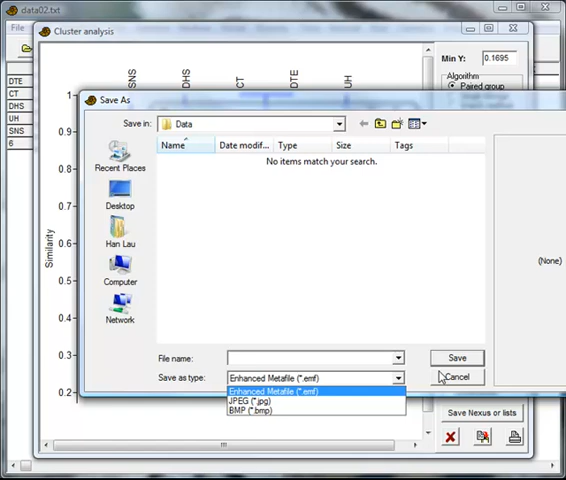 data02.txt
File
Cluster analysis
Min Y: 0.1695
Algorithm
Paired group
SNS
DHS
CT
DTE
UH
DTE
CT
DHS
UH
SNS
6
1
0.9
0.8
0.7
0.6
0.5
0.4
0.3
0.2
Similarity
Save As
Save in: Data
Name Date modif... Type Size Tags
No items match your search.
Recent Places
Desktop
Han Lau
Computer
Network
(None)
File name: Save
Save as type: Enhanced Metafile (*.emf) Cancel
Enhanced Metafile (*.emf)
JPEG (*.jpg)
BMP (*.bmp)
Save Nexus or lists